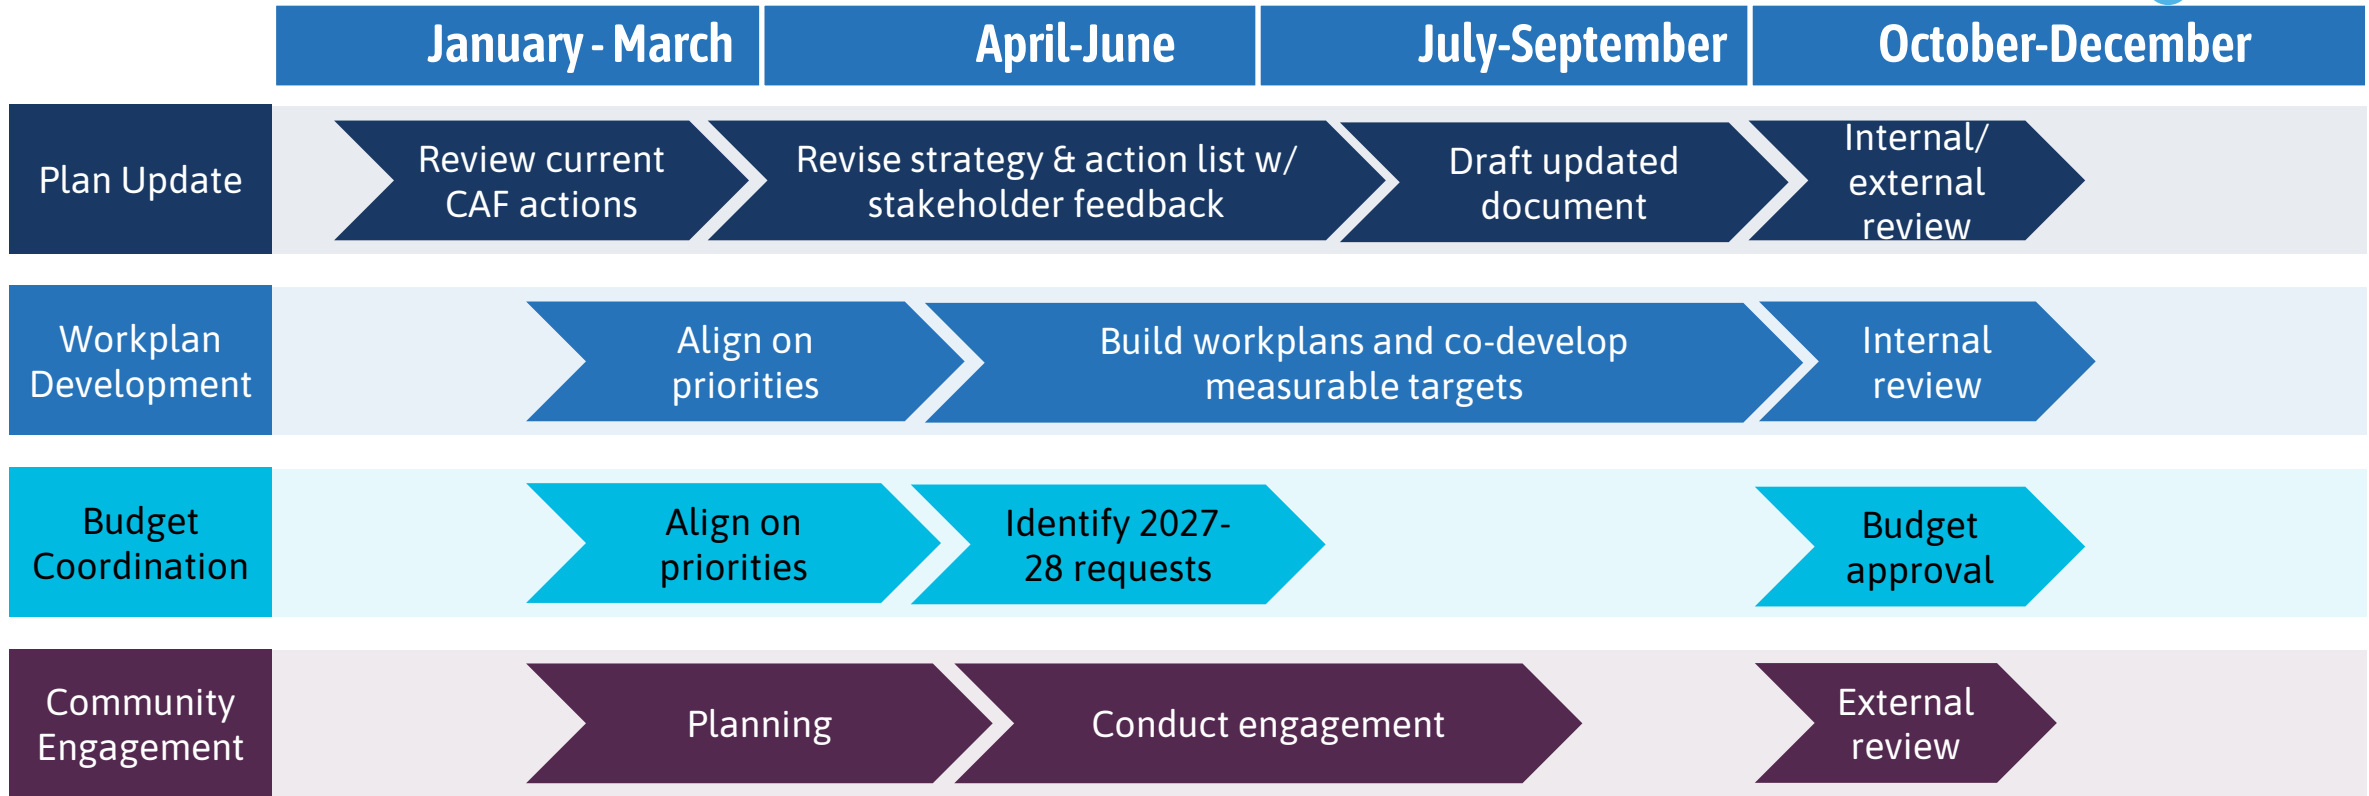 January - March
April-June
July-September
October-December
Plan Update
Review current
CAF actions
Revise strategy & action list w/
stakeholder feedback
Draft updated
document
Internal/
external
review
Workplan
Development
Align on
priorities
Build workplans and co-develop
measurable targets
Internal
review
Budget
Coordination
Align on
priorities
Identify 2027-
28 requests
Budget
approval
Community
Engagement
Planning
Conduct engagement
External
review